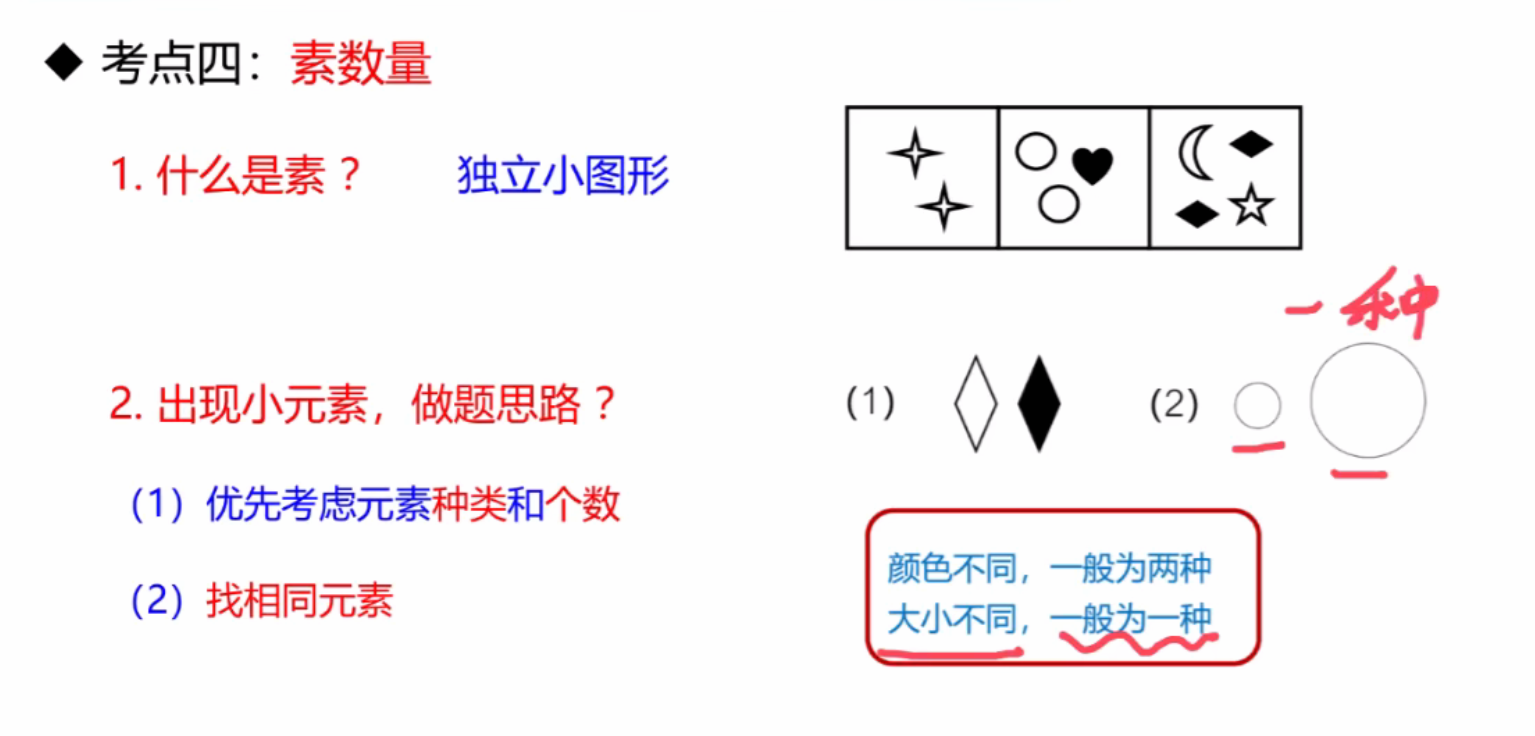 ◆ 考点四：素数量
1. 什么是素？ 独立小图形
一种
2. 出现小元素，做题思路？
(1) (2)
（1）优先考虑元素种类和个数
颜色不同，一般为两种
（2）找相同元素
大小不同，一般为一种